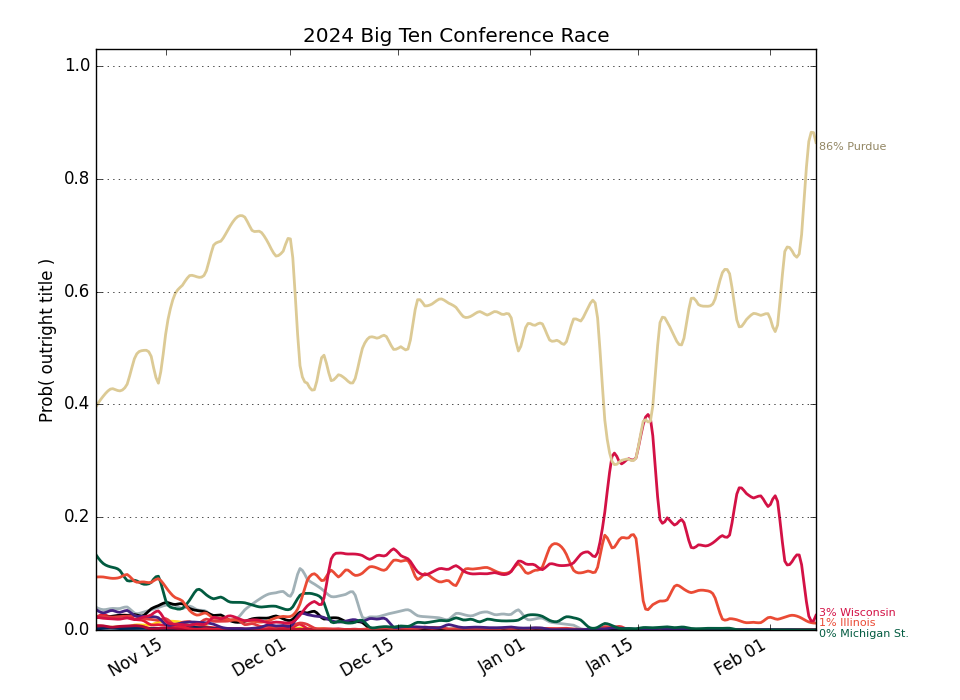 2024 Big Ten Conference Race
1.0
0.8
0.6
0.4
0.2
0.0
Prob( outright title )
86% Purdue
3% Wisconsin
1% Illinois
0% Michigan St.
Nov 15
Dec 01
Dec 15
Jan 01
Jan 15
Feb 01